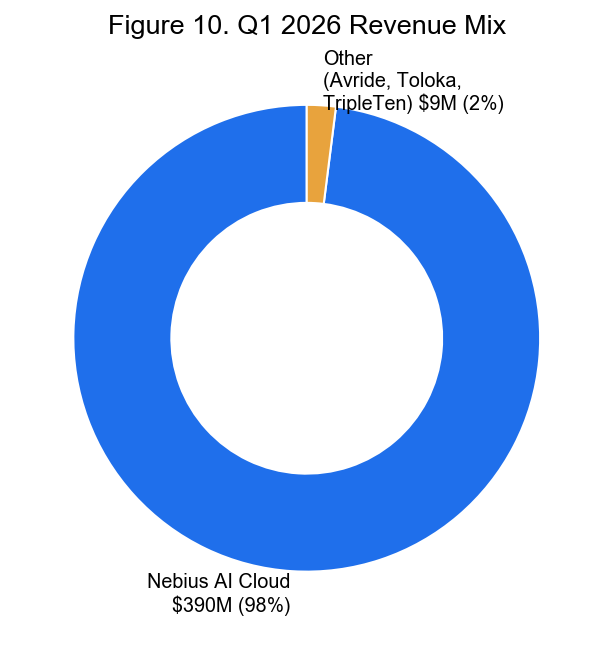 Figure 10. Q1 2026 Revenue Mix
Other
(Avride, Toloka,
TripleTen) $9M (2%)
Nebius AI Cloud
$390M (98%)